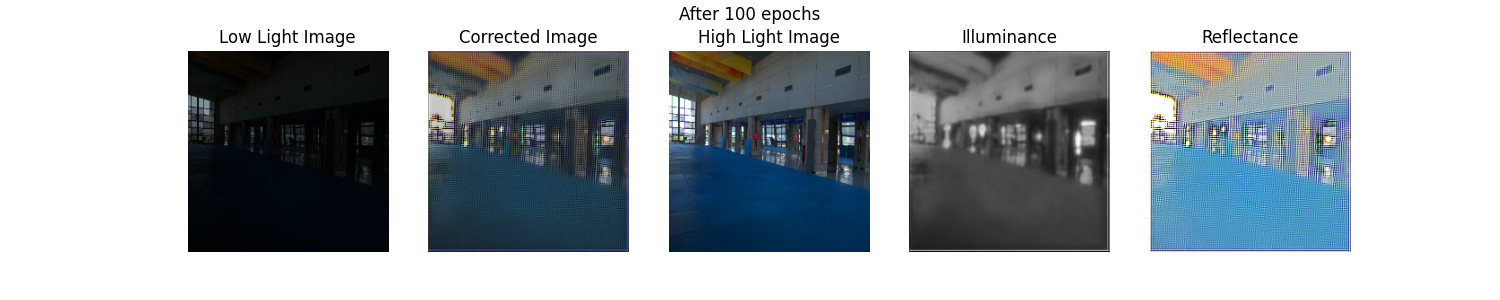 After 100 epochs
Low Light Image
Corrected Image
High Light Image
Illuminance
Reflectance